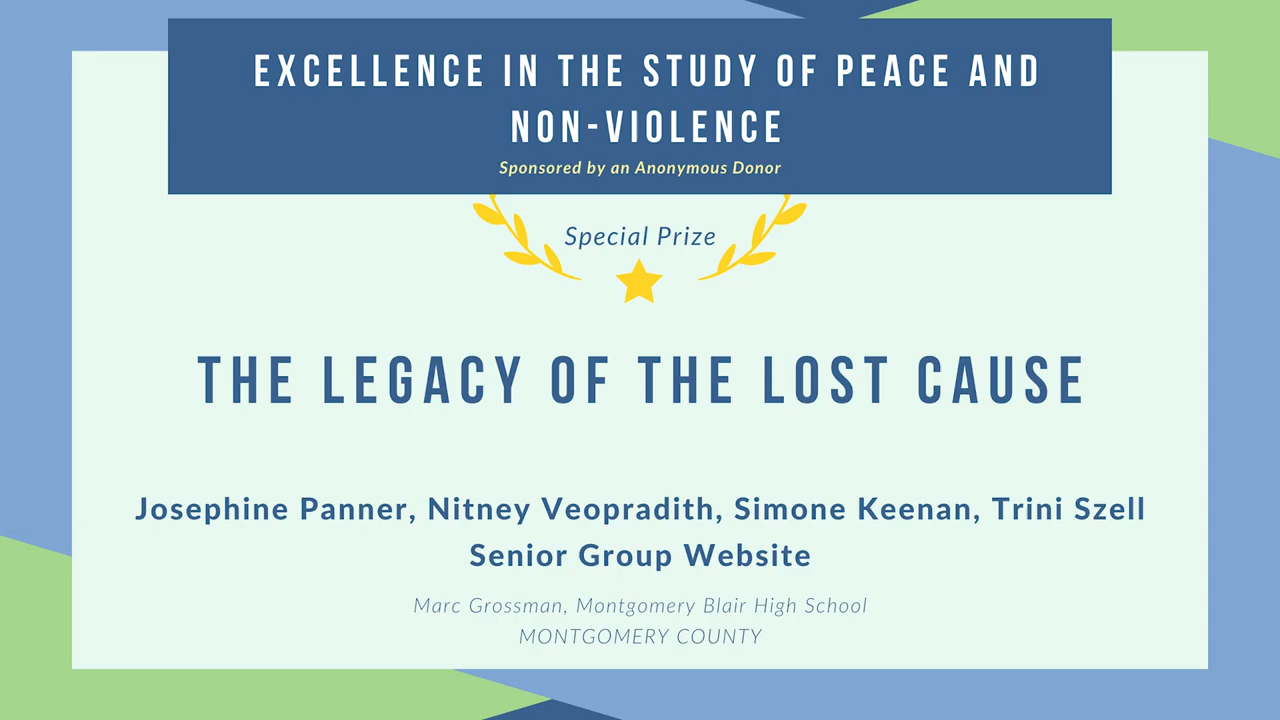 EXCELLENCE IN THE STUDY OF PEACE AND
NON-VIOLENCE
Sponsored by an Anonymous Donor
Special Prize
THE LEGACY OF THE LOST CAUSE
Josephine Panner, Nitney Veopradith, Simone Keenan, Trini Szell
Senior Group Website
Marc Grossman, Montgomery Blair High School
MONTGOMERY COUNTY